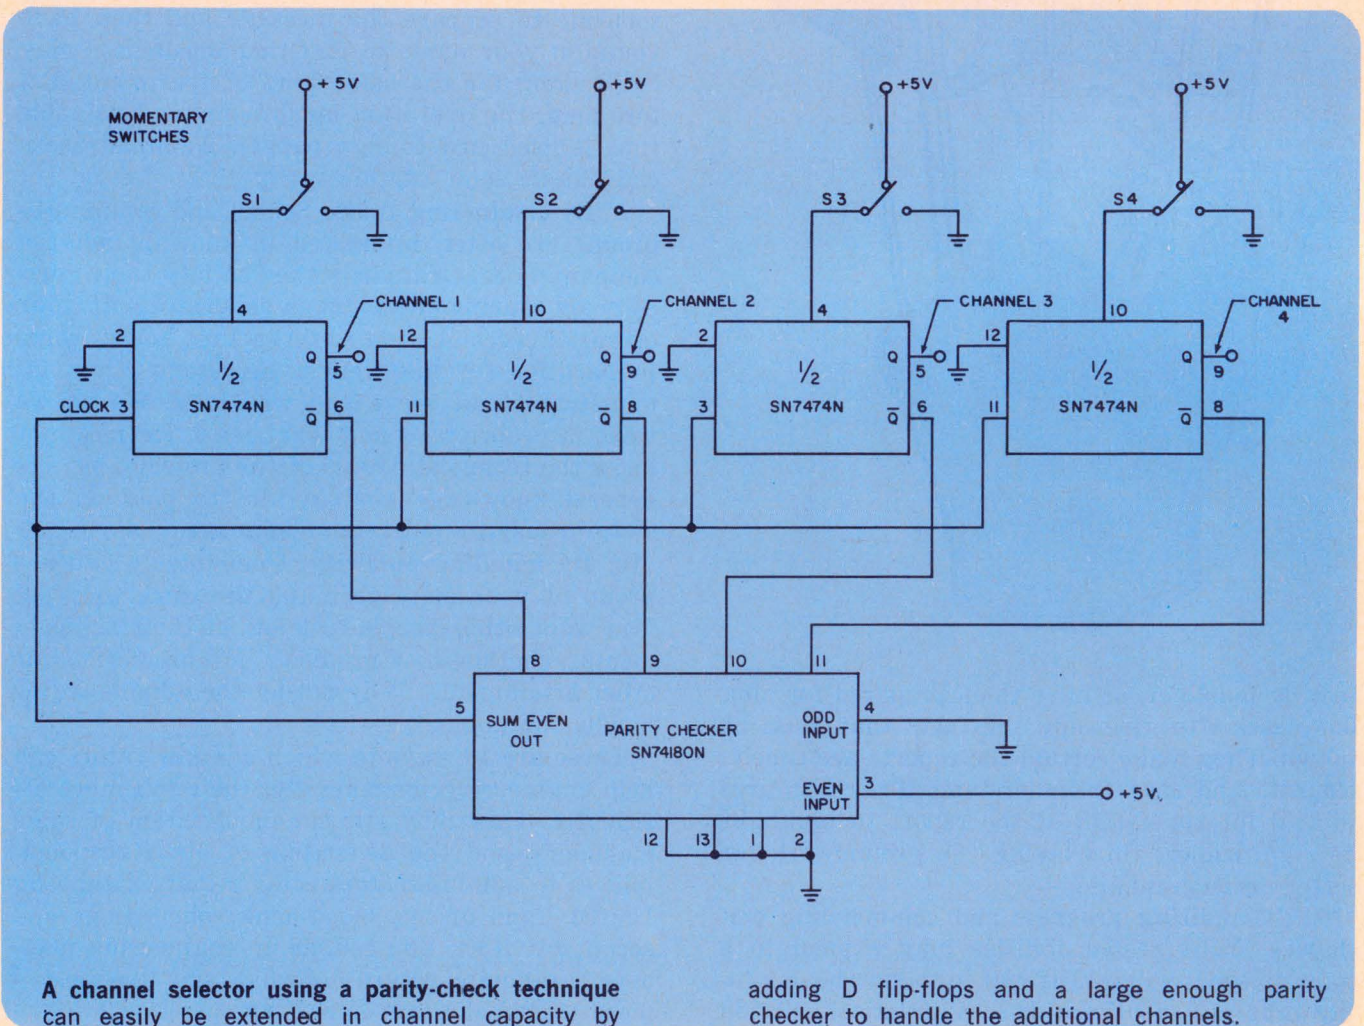 +5V
+5V
+5V
+5V
MOMENTARY
SWITCHES
S1
S2
S3
S4
4
CHANNEL 1
10
CHANNEL 2
4
CHANNEL 3
10
CHANNEL
4
2
1/2
Q
5
SN7474N
CLOCK 3
Q̅
6
12
1/2
Q
9
SN7474N
11
Q̅
8
2
1/2
Q
5
SN7474N
3
Q̅
6
12
1/2
Q
9
SN7474N
11
Q̅
8
8
9
10
11
5
SUM EVEN
OUT
PARITY CHECKER
SN74180N
ODD
INPUT
4
EVEN
INPUT
3
+5V
12
13
1
2
A channel selector using a parity-check technique
can easily be extended in channel capacity by
adding D flip-flops and a large enough parity
checker to handle the additional channels.